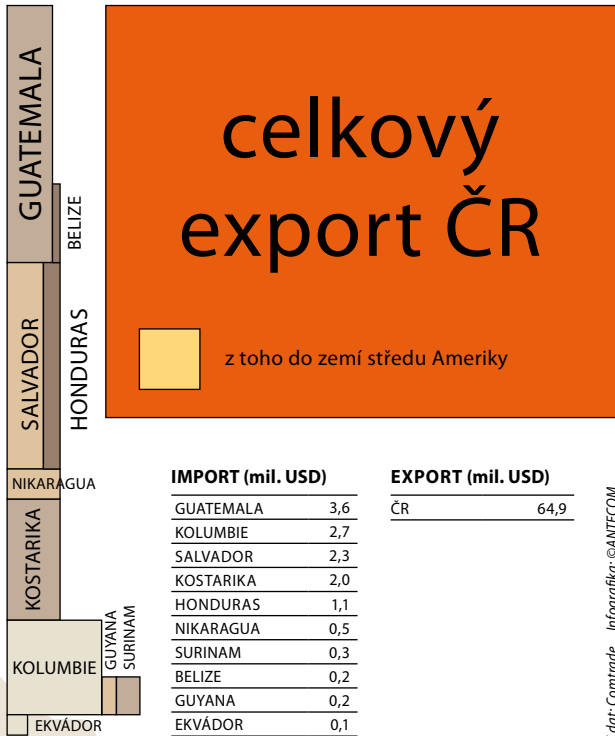 GUATEMALA
BELIZE
SALVADOR
HONDURAS
NIKARAGUA
KOSTARIKA
KOLUMBIE
GUYANA
SURINAM
EKVÁDOR
celkový
export ČR
z toho do zemí středu Ameriky
IMPORT (mil. USD)
GUATEMALA 3,6
KOLUMBIE 2,7
SALVADOR 2,3
KOSTARIKA 2,0
HONDURAS 1,1
NIKARAGUA 0,5
SURINAM 0,3
BELIZE 0,2
GUYANA 0,2
EKVÁDOR 0,1
EXPORT (mil. USD)
ČR 64,9
dat: Comtrade Infografika: ©ANTECOM